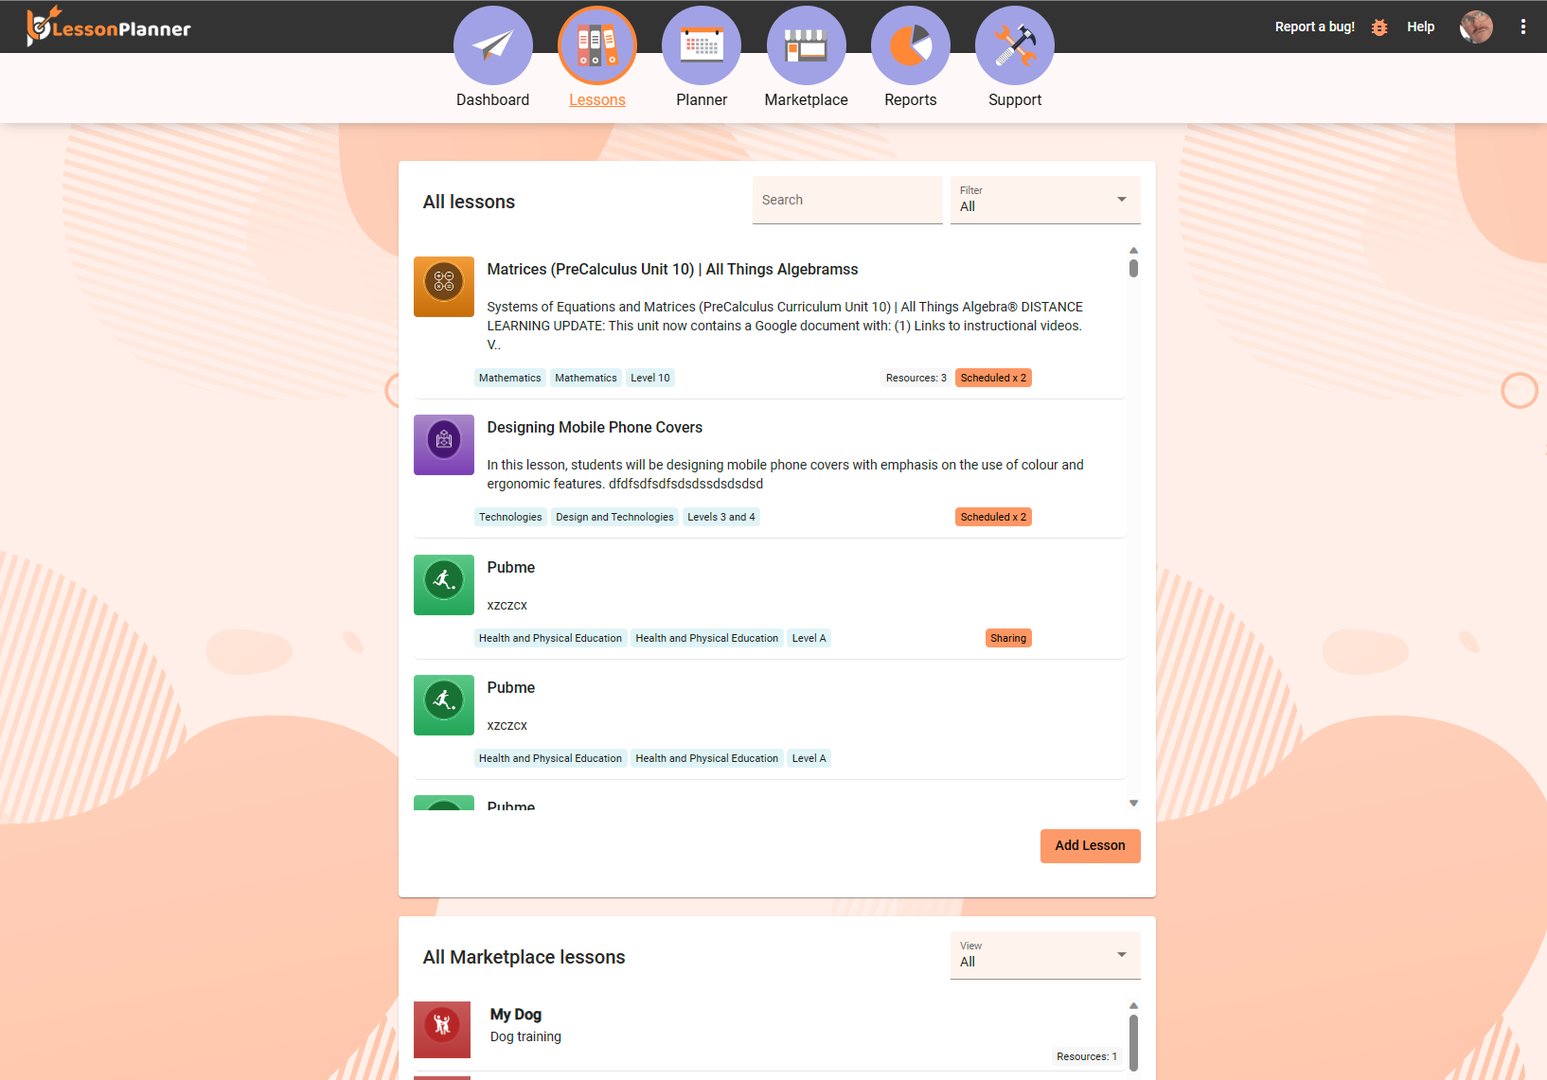 LessonPlanner
Report a bug!
Help
Dashboard
Lessons
Planner
Marketplace
Reports
Support
All lessons
Search
Filter
All
Matrices (PreCalculus Unit 10) | All Things Algebramss
Systems of Equations and Matrices (PreCalculus Curriculum Unit 10) | All Things Algebra® DISTANCE
LEARNING UPDATE: This unit now contains a Google document with: (1) Links to instructional videos.
V..
Mathematics Mathematics Level 10 Resources: 3 Scheduled x 2
Designing Mobile Phone Covers
In this lesson, students will be designing mobile phone covers with emphasis on the use of colour and
ergonomic features. dfdfsdfsdfsdsdssdsdsdsd
Technologies Design and Technologies Levels 3 and 4 Scheduled x 2
Pubme
xzczcx
Health and Physical Education Health and Physical Education Level A Sharing
Pubme
xzczcx
Health and Physical Education Health and Physical Education Level A
Pubme
Add Lesson
All Marketplace lessons
View
All
My Dog
Dog training
Resources: 1